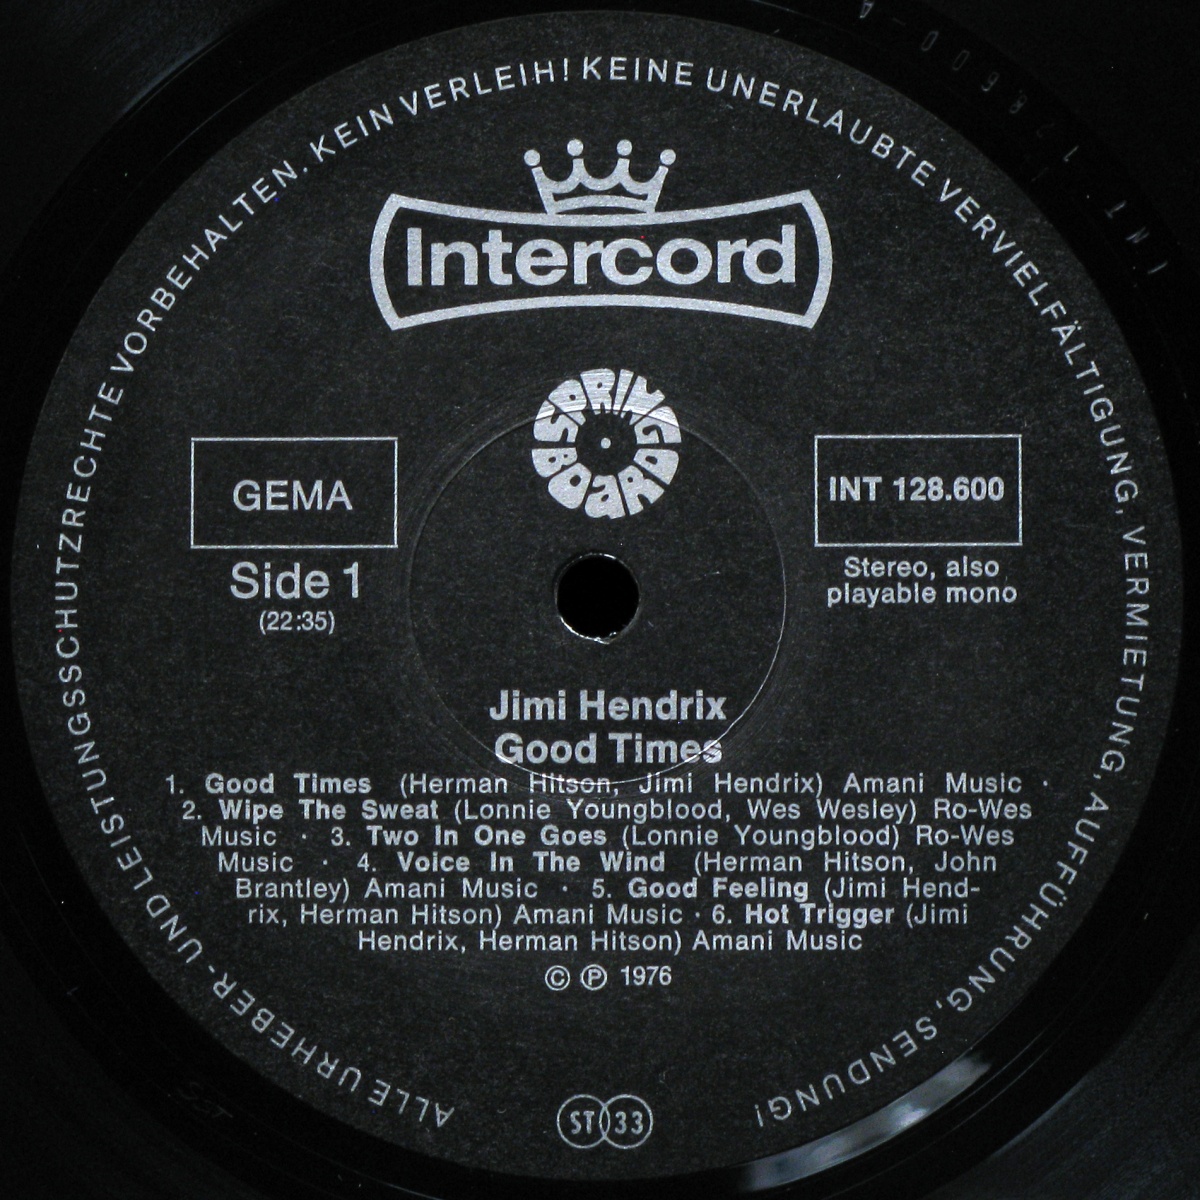 ALLE URHEBER- UND LEISTUNGSSCHUTZRECHTE VORBEHALTEN. KEIN VERLEIH! KEINE UNERLAUBTE VERVIELFÄLTIGUNG, VERMIETUNG, AUFFÜHRUNG, SENDUNG!
INT 128600-A
Intercord
SPRINGBOARD
GEMA
INT 128.600
Side 1
(22:35)
Stereo, also
playable mono
Jimi Hendrix
Good Times
1. Good Times (Herman Hitson, Jimi Hendrix) Amani Music ·
2. Wipe The Sweat (Lonnie Youngblood, Wes Wesley) Ro-Wes
Music · 3. Two In One Goes (Lonnie Youngblood) Ro-Wes
Music · 4. Voice In The Wind (Herman Hitson, John
Brantley) Amani Music · 5. Good Feeling (Jimi Hend-
rix, Herman Hitson) Amani Music · 6. Hot Trigger (Jimi
Hendrix, Herman Hitson) Amani Music
© ℗ 1976
ST 33